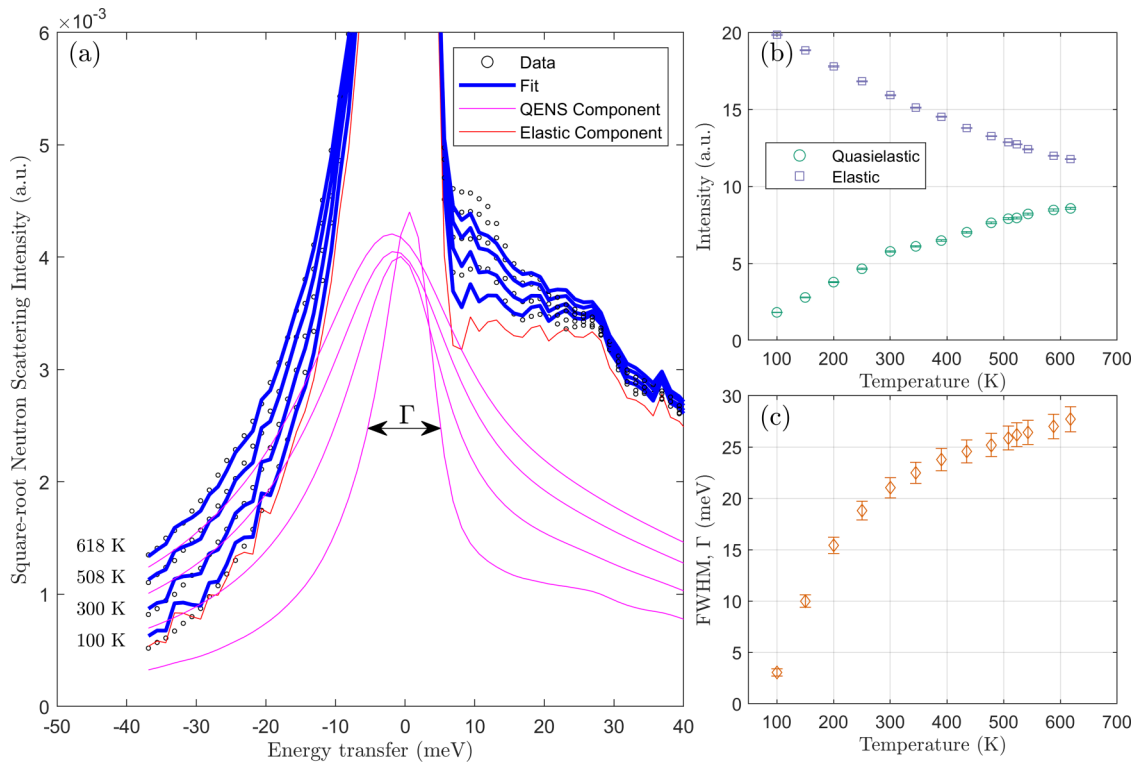 ×10⁻³
6
5
4
3
2
1
0
(a)
Data
Fit
QENS Component
Elastic Component
Γ
618 K
508 K
300 K
100 K
-50 -40 -30 -20 -10 0 10 20 30 40
Energy transfer (meV)
Square-root Neutron Scattering Intensity (a.u.)
20
15
10
5
0
(b)
Quasielastic
Elastic
100 200 300 400 500 600 700
Temperature (K)
Intensity (a.u.)
30
25
20
15
10
5
0
(c)
100 200 300 400 500 600 700
Temperature (K)
FWHM, Γ (meV)